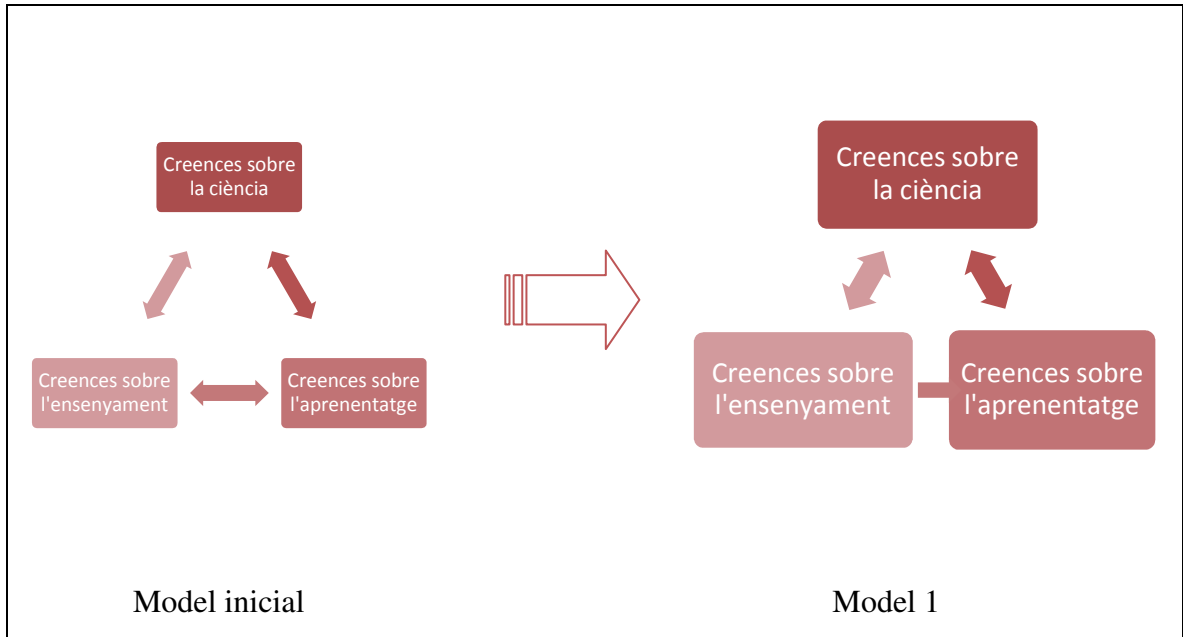 Creences sobre
la ciència
Creences sobre
l'ensenyament
Creences sobre
l'aprenentatge
Model inicial
Creences sobre
la ciència
Creences sobre
l'ensenyament
Creences sobre
l'aprenentatge
Model 1